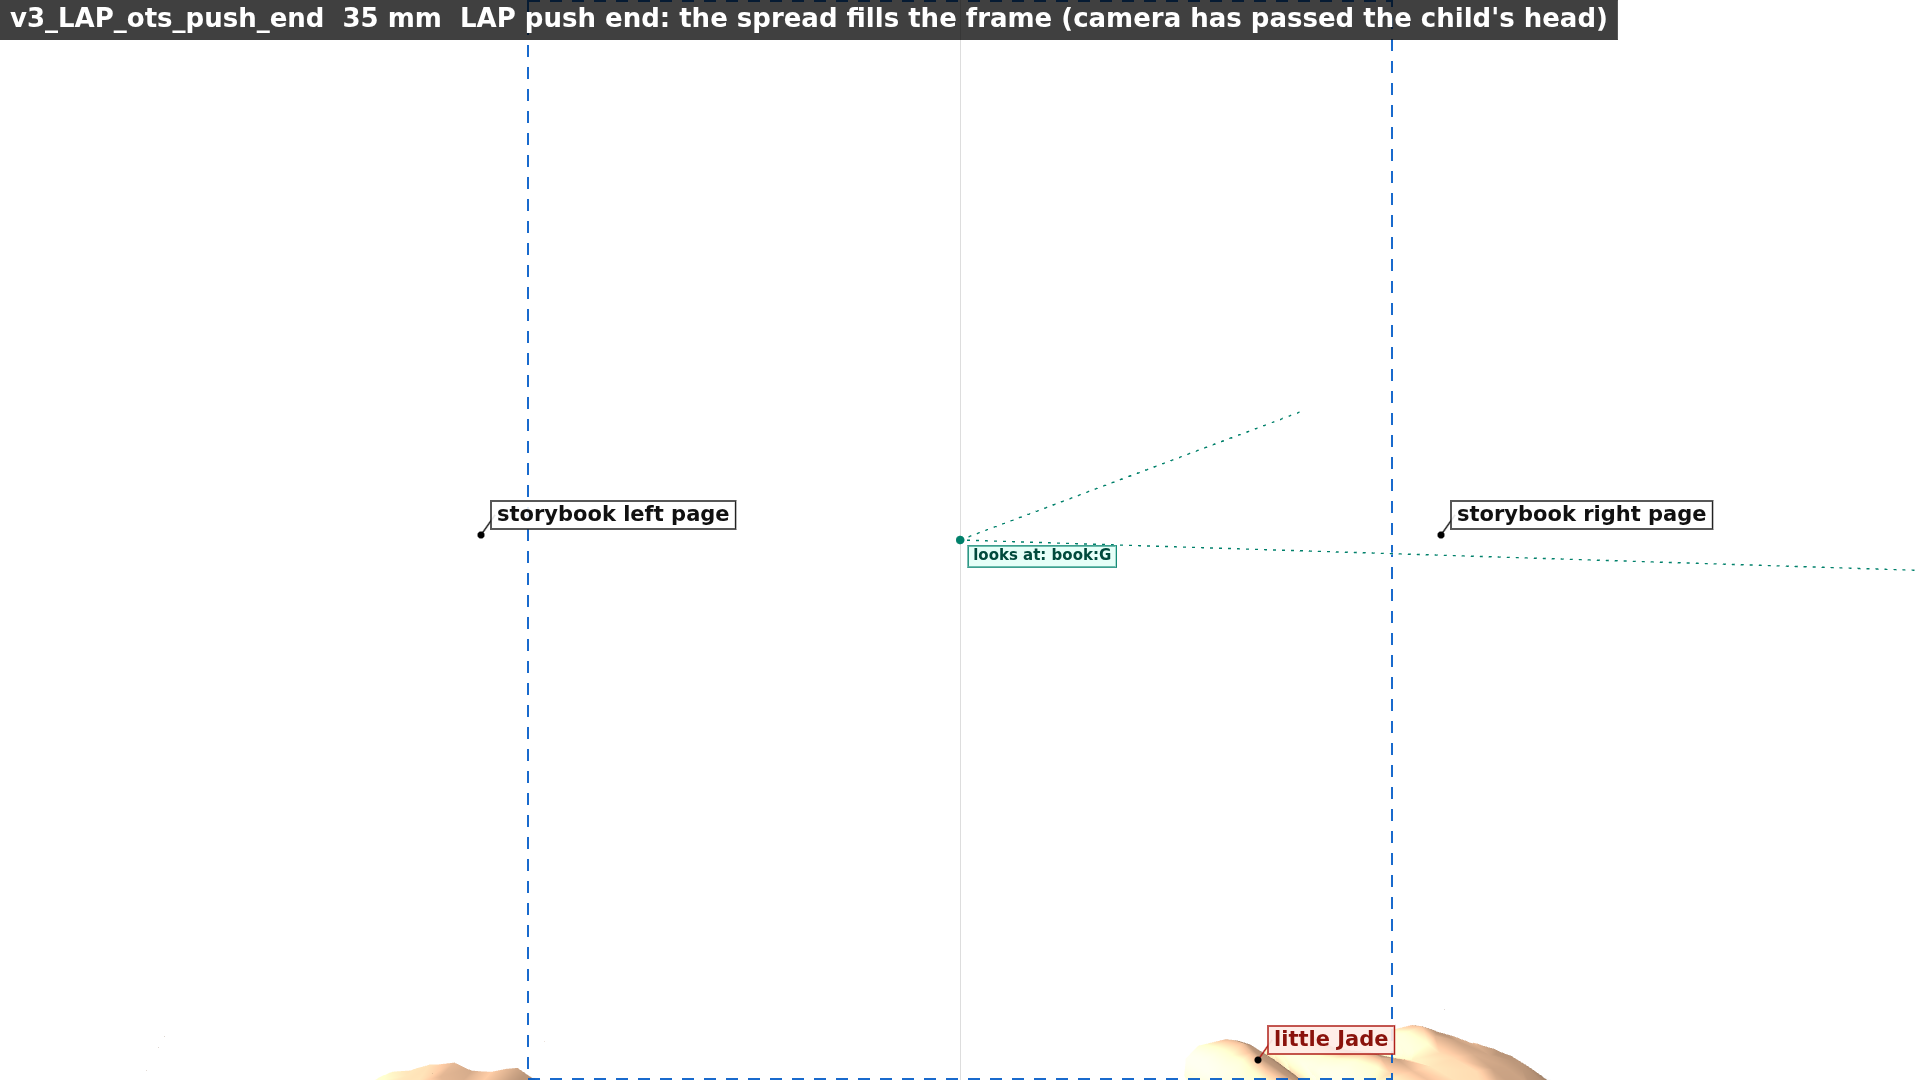 v3_LAP_ots_push_end 35 mm LAP push end: the spread fills the frame (camera has passed the child's head)
storybook left page
storybook right page
looks at: book:G
little Jade